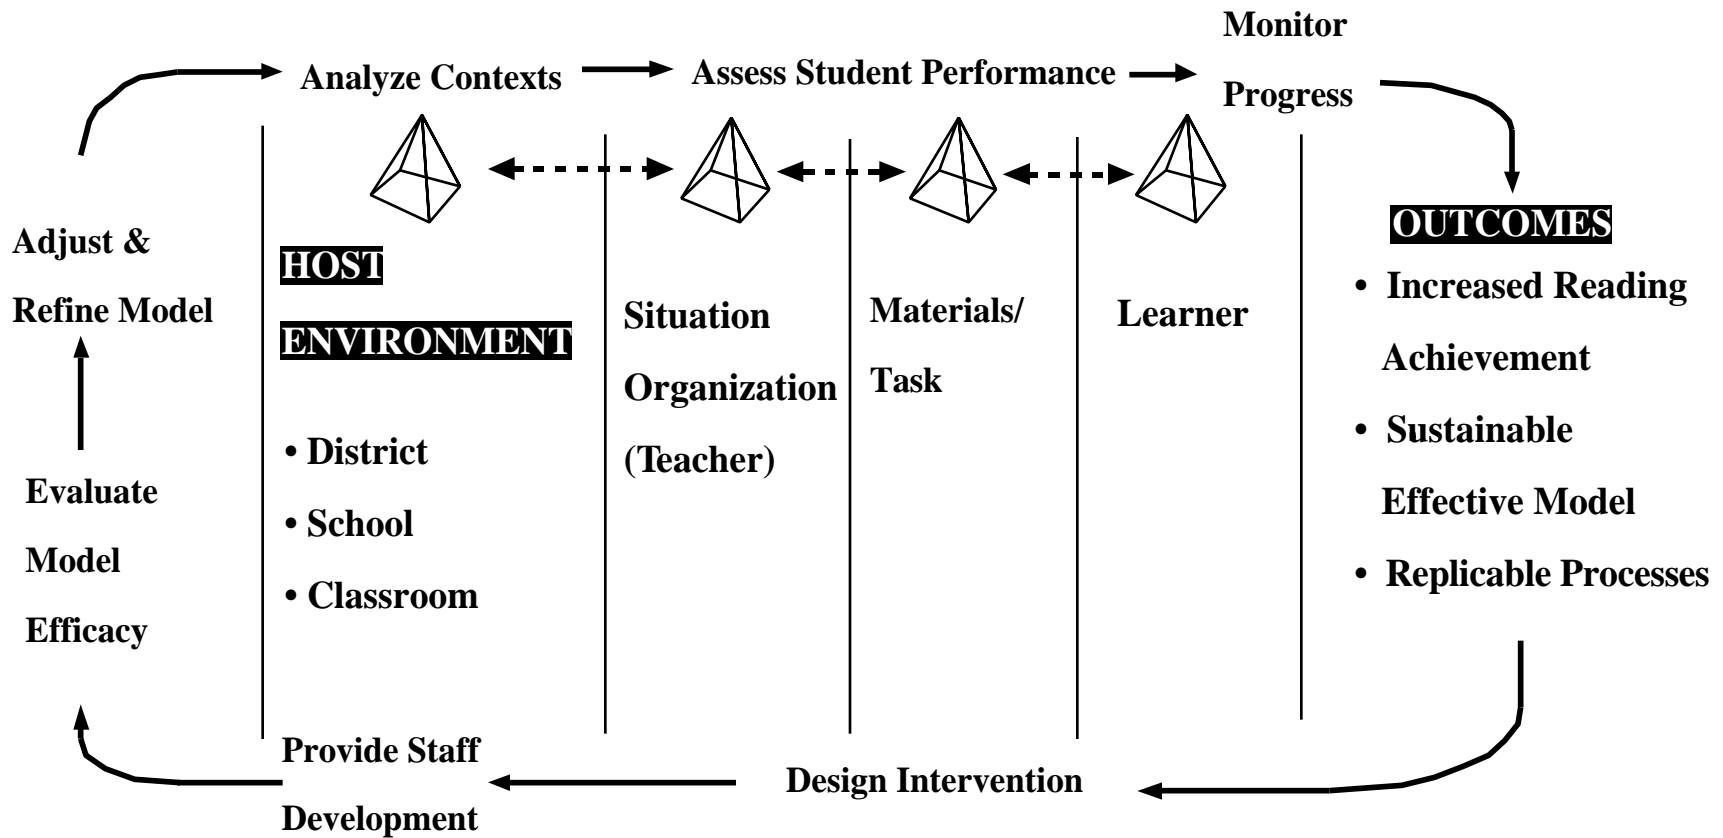 Monitor
Progress
Analyze Contexts
Assess Student Performance
Adjust &
Refine Model
Evaluate
Model
Efficacy
HOST
ENVIRONMENT
• District
• School
• Classroom
Situation
Organization
(Teacher)
Materials/
Task
Learner
OUTCOMES
• Increased Reading
Achievement
• Sustainable
Effective Model
• Replicable Processes
Provide Staff
Development
Design Intervention